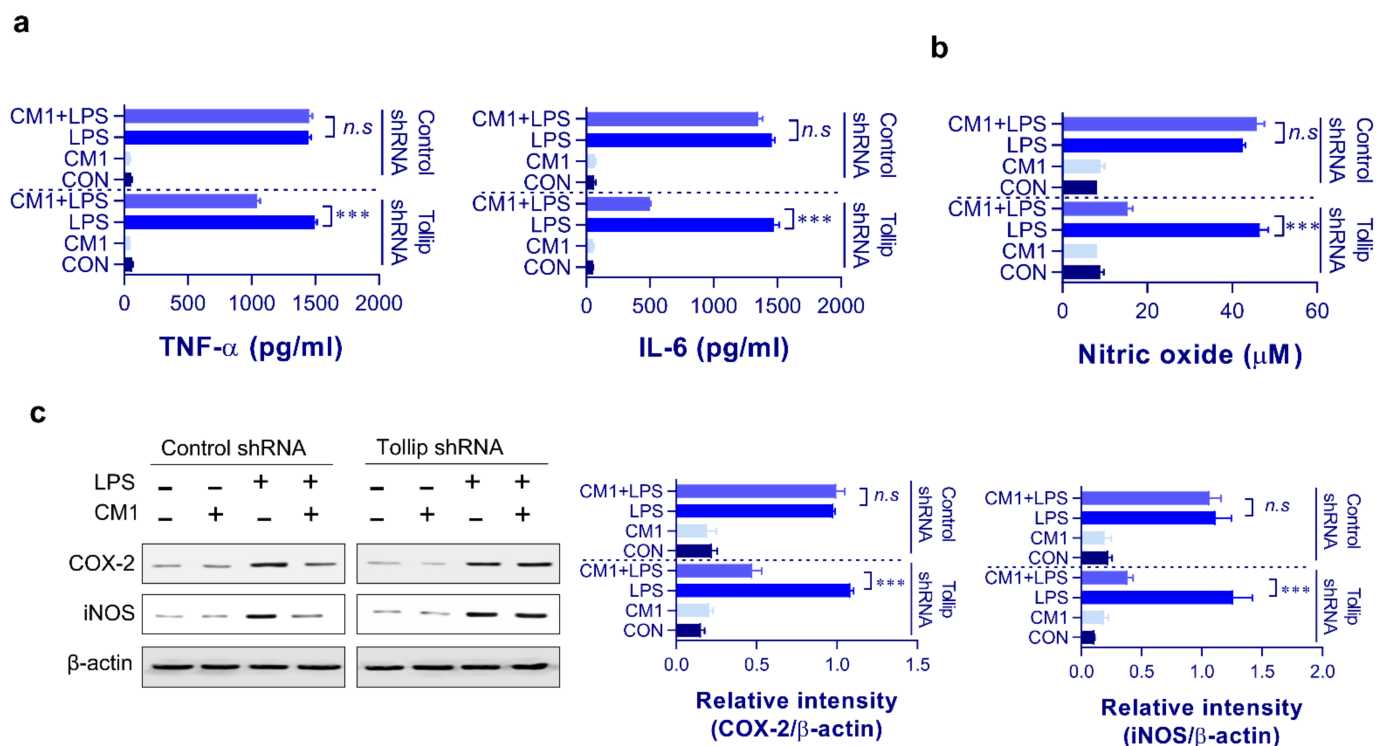 a
CM1+LPS
LPS
CM1
CON
CM1+LPS
LPS
CM1
CON
n.s
***
Control
shRNA
Tollip
shRNA
0 500 1000 1500 2000
TNF-α (pg/ml)
CM1+LPS
LPS
CM1
CON
CM1+LPS
LPS
CM1
CON
n.s
***
Control
shRNA
Tollip
shRNA
0 500 1000 1500 2000
IL-6 (pg/ml)
b
CM1+LPS
LPS
CM1
CON
CM1+LPS
LPS
CM1
CON
n.s
***
Control
shRNA
Tollip
shRNA
0 20 40 60
Nitric oxide (μM)
c
Control shRNA Tollip shRNA
LPS – – + + – – + +
CM1 – + – + – + – +
COX-2
iNOS
β-actin
CM1+LPS
LPS
CM1
CON
CM1+LPS
LPS
CM1
CON
n.s
***
Control
shRNA
Tollip
shRNA
0.0 0.5 1.0 1.5
Relative intensity
(COX-2/β-actin)
CM1+LPS
LPS
CM1
CON
CM1+LPS
LPS
CM1
CON
n.s
***
Control
shRNA
Tollip
shRNA
0.0 0.5 1.0 1.5 2.0
Relative intensity
(iNOS/β-actin)